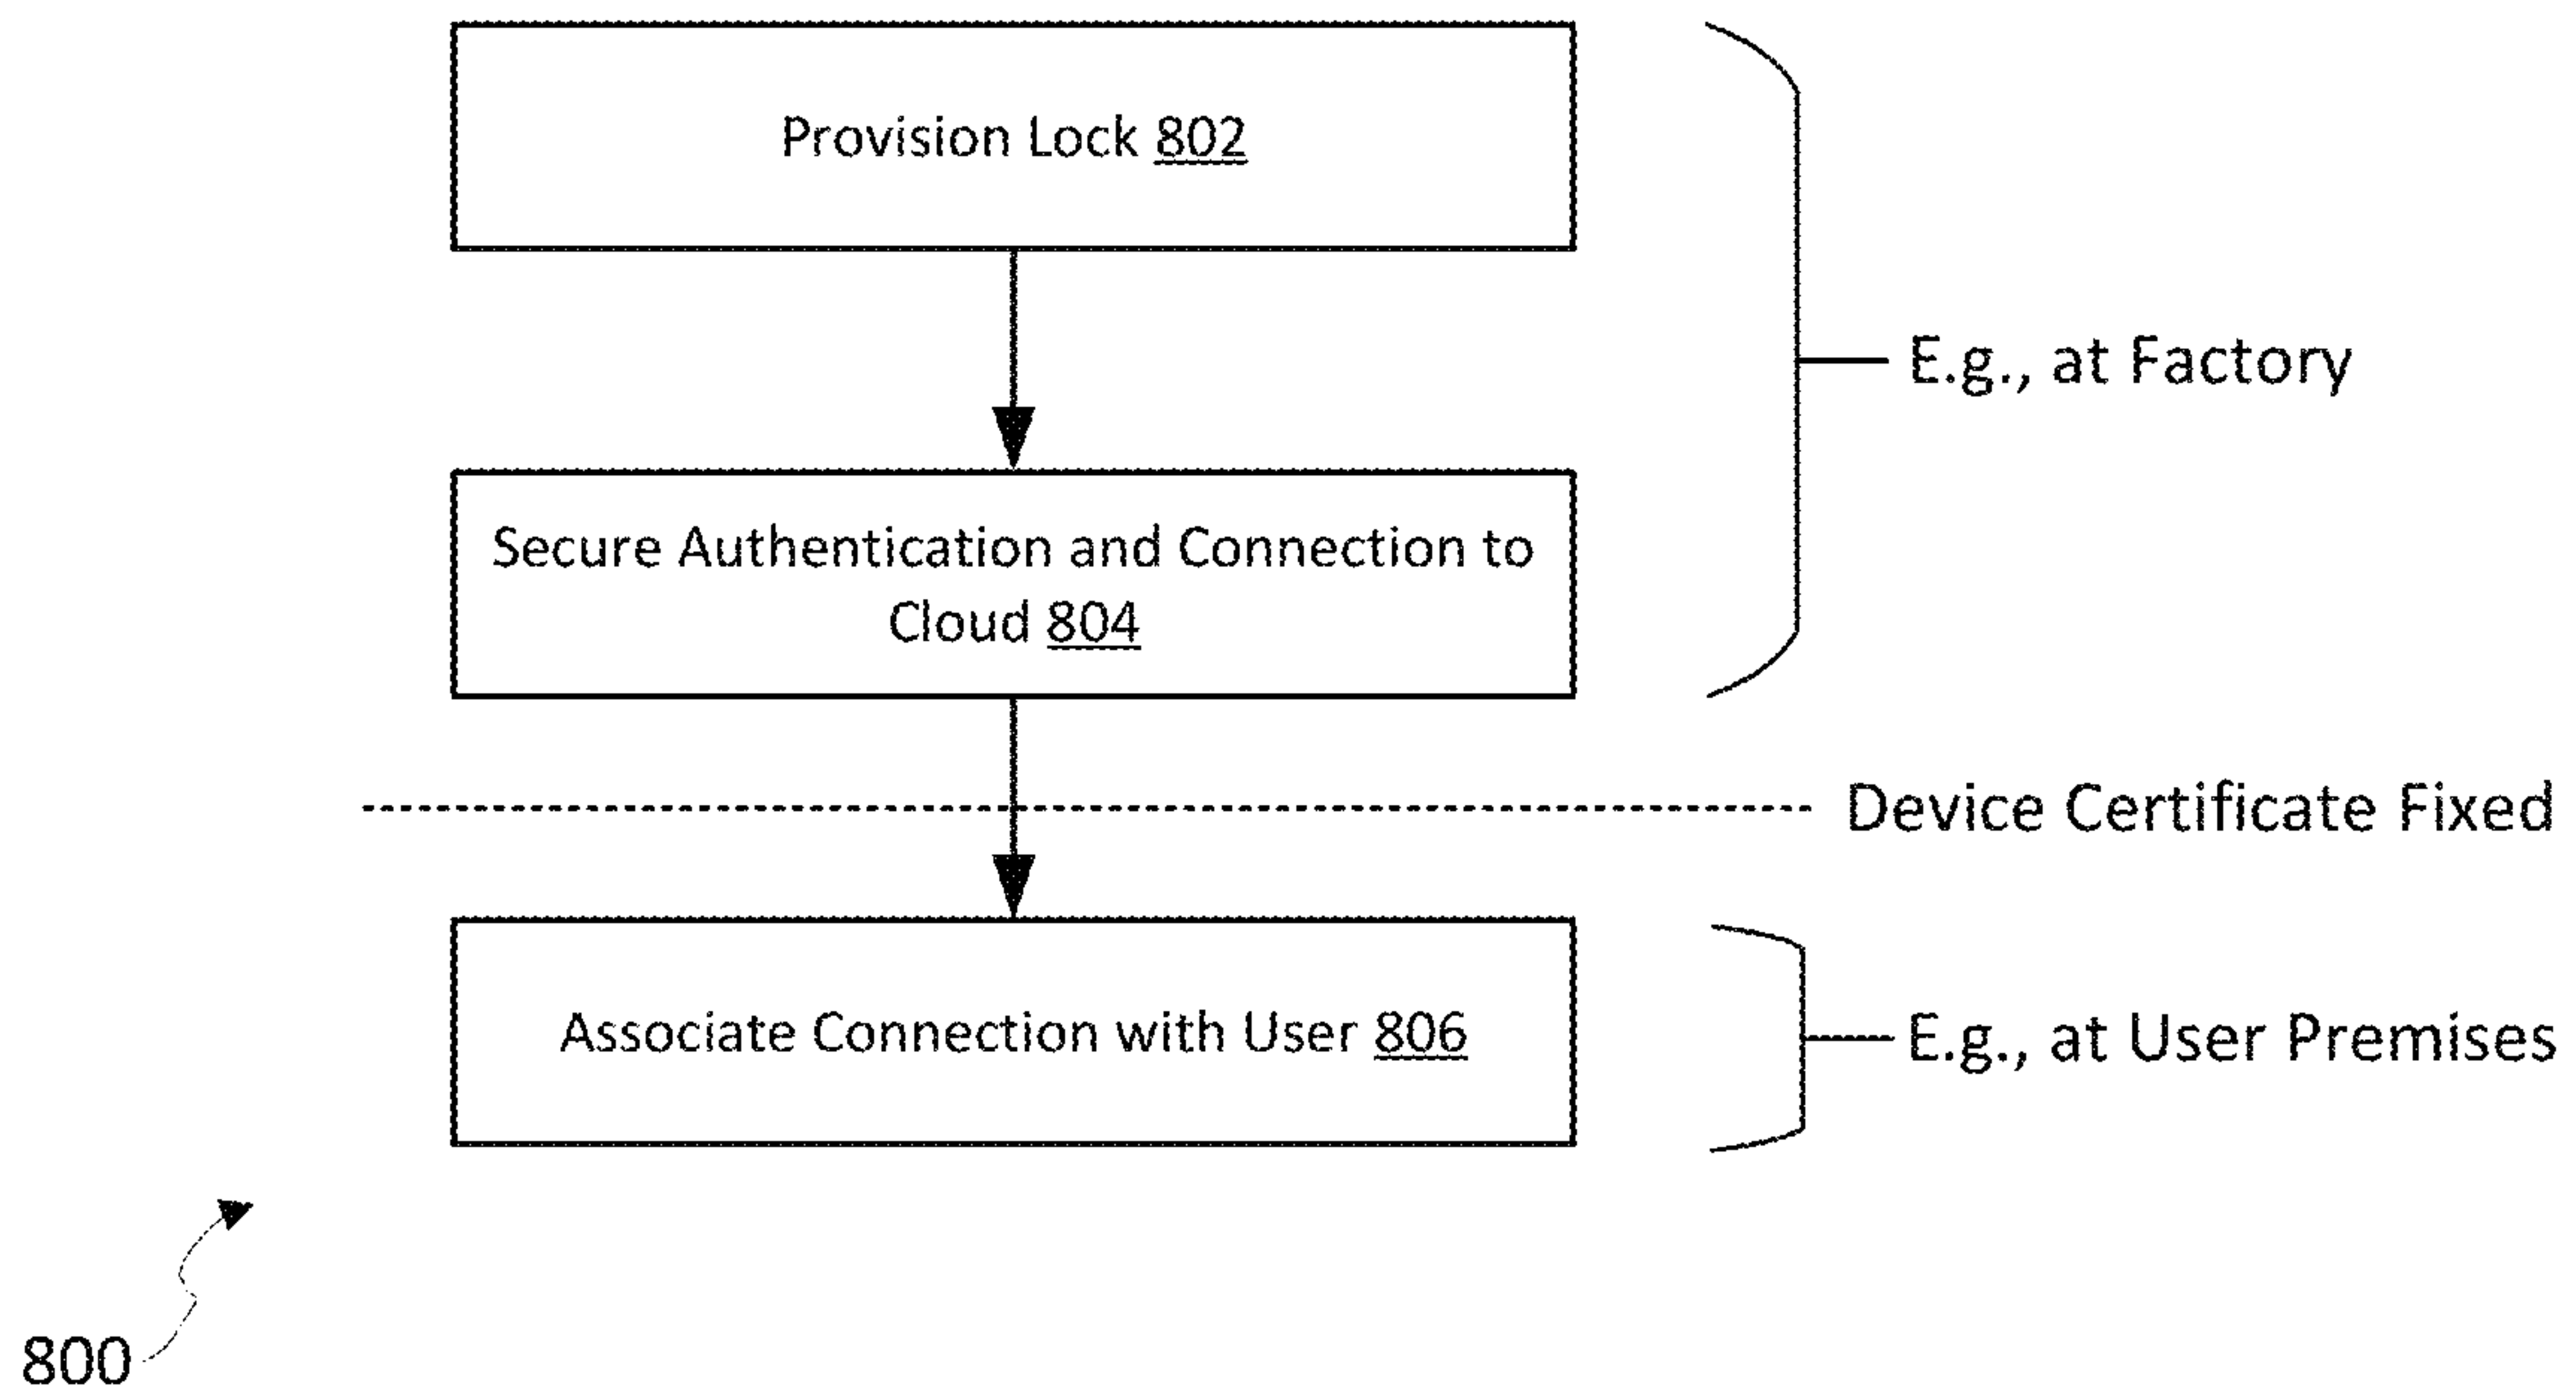 Provision Lock 802
E.g., at Factory
Secure Authentication and Connection to
Cloud 804
Device Certificate Fixed
Associate Connection with User 806
E.g., at User Premises
800